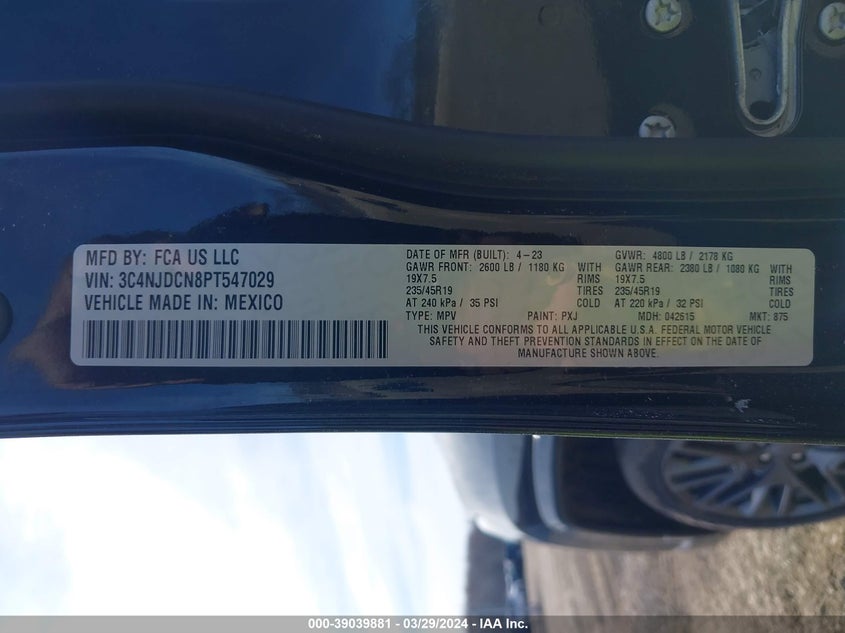 MFD BY: FCA US LLC
VIN: 3C4NJDCN8PT547029
VEHICLE MADE IN: MEXICO
DATE OF MFR (BUILT): 4-23 GVWR: 4800 LB / 2178 KG
GAWR FRONT: 2600 LB / 1180 KG WITH GAWR REAR: 2380 LB / 1080 KG WITH
19X7.5 RIMS 19X7.5 RIMS
235/45R19 TIRES 235/45R19 TIRES
AT 240 kPa / 35 PSI COLD AT 220 kPa / 32 PSI COLD
TYPE: MPV PAINT: PXJ MDH: 042615 MKT: 875
THIS VEHICLE CONFORMS TO ALL APPLICABLE U.S.A. FEDERAL MOTOR VEHICLE
SAFETY AND THEFT PREVENTION STANDARDS IN EFFECT ON THE DATE OF
MANUFACTURE SHOWN ABOVE.
000-39039881 - 03/29/2024 - IAA Inc.